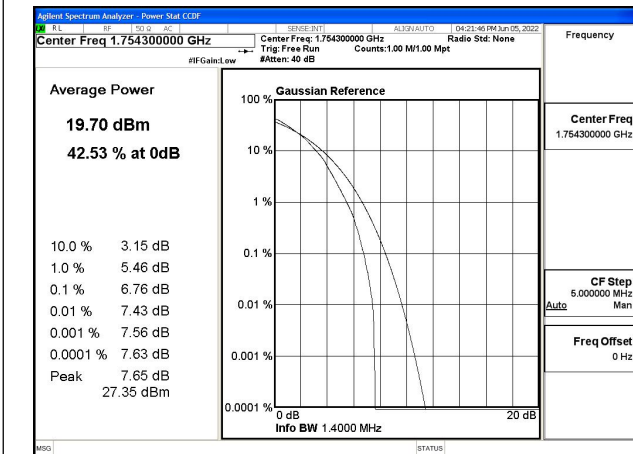 Agilent Spectrum Analyzer - Power Stat CCDF
RL RF 50 Ω AC SENSE:INT ALIGN AUTO 04:21:46 PM Jun 05, 2022
Center Freq 1.754300000 GHz
Center Freq: 1.754300000 GHz Radio Std: None
Trig: Free Run Counts:1.00 M/1.00 Mpt
#IFGain:Low #Atten: 40 dB
Frequency
Average Power
19.70 dBm
42.53 % at 0dB
10.0 % 3.15 dB
1.0 % 5.46 dB
0.1 % 6.76 dB
0.01 % 7.43 dB
0.001 % 7.56 dB
0.0001 % 7.63 dB
Peak 7.65 dB
27.35 dBm
Gaussian Reference
100 %
10 %
1 %
0.1 %
0.01 %
0.001 %
0.0001 %
0 dB 20 dB
Info BW 1.4000 MHz
Center Freq
1.754300000 GHz
CF Step
5.000000 MHz
Auto Man
Freq Offset
0 Hz
MSG STATUS